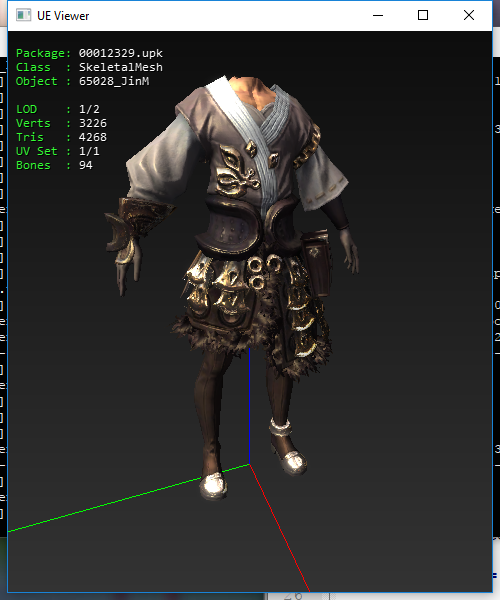 UE Viewer
Package: 00012329.upk
Class : SkeletalMesh
Object : 65028_JinM
LOD : 1/2
Verts : 3226
Tris : 4268
UV Set : 1/1
Bones : 94